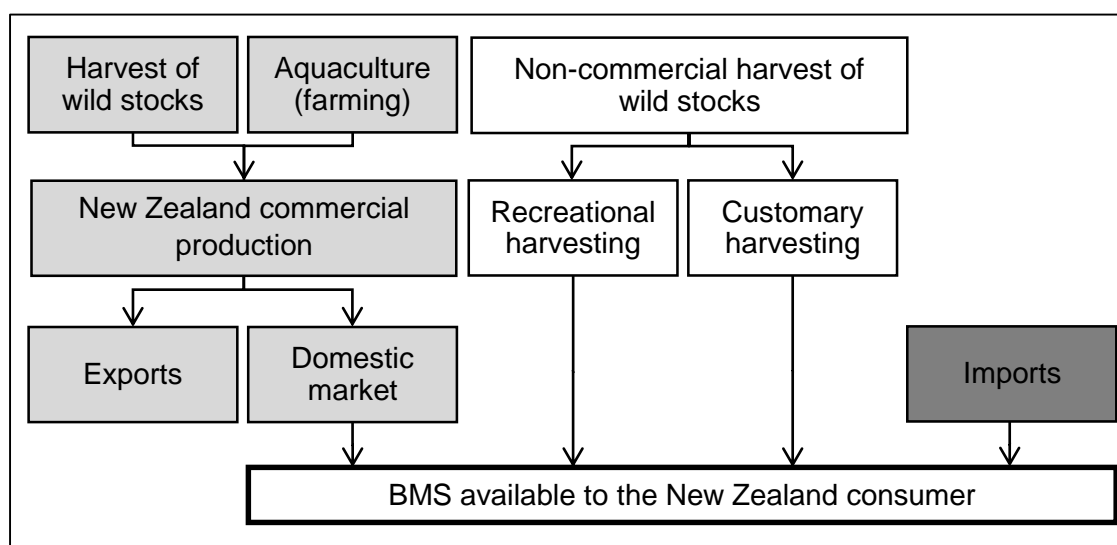 Harvest of
wild stocks
Aquaculture
(farming)
Non-commercial harvest of
wild stocks
New Zealand commercial
production
Recreational
harvesting
Customary
harvesting
Exports
Domestic
market
Imports
BMS available to the New Zealand consumer